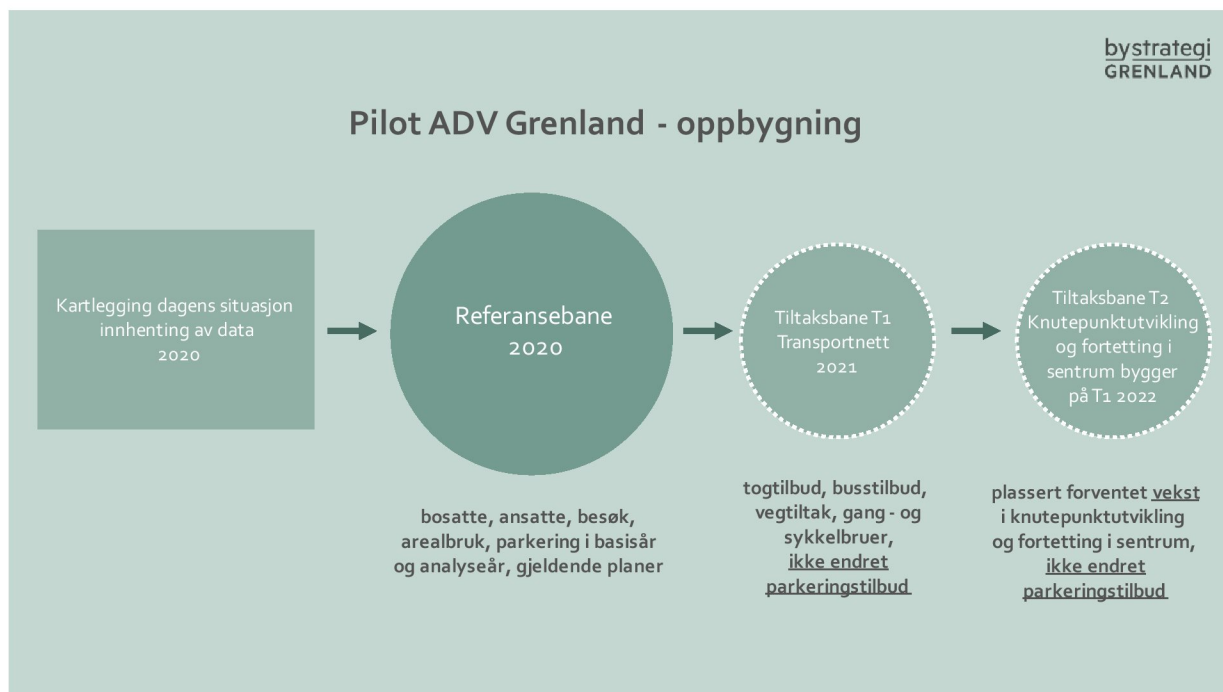 bystrategi
GRENLAND
Pilot ADV Grenland - oppbygning
Kartlegging dagens situasjon
innhenting av data
2020
Referansebane
2020
Tiltaksbane T1
Transportnett
2021
Tiltaksbane T2
Knutepunktutvikling
og fortetting i
sentrum bygger
på T1 2022
bosatte, ansatte, besøk,
arealbruk, parkering i basisår
og analyseår, gjeldende planer
togtilbud, busstilbud,
vegtiltak, gang - og
sykkelbruer,
ikke endret
parkeringstilbud
plassert forventet vekst
i knutepunktutvikling
og fortetting i sentrum,
ikke endret
parkeringstilbud